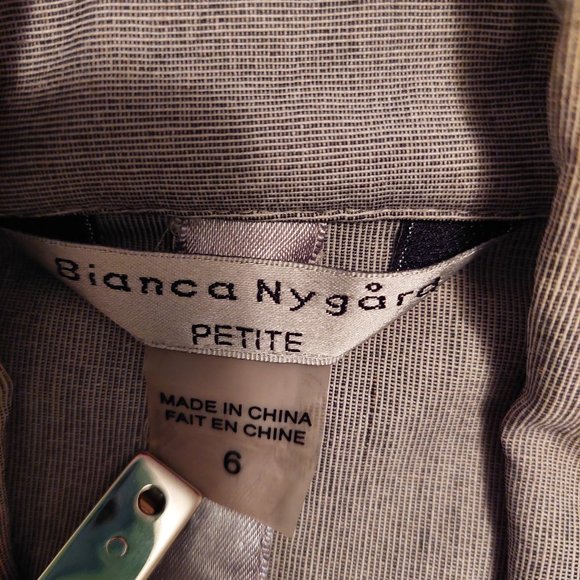 Bianca Nygård
PETITE
MADE IN CHINA
FAIT EN CHINE
6